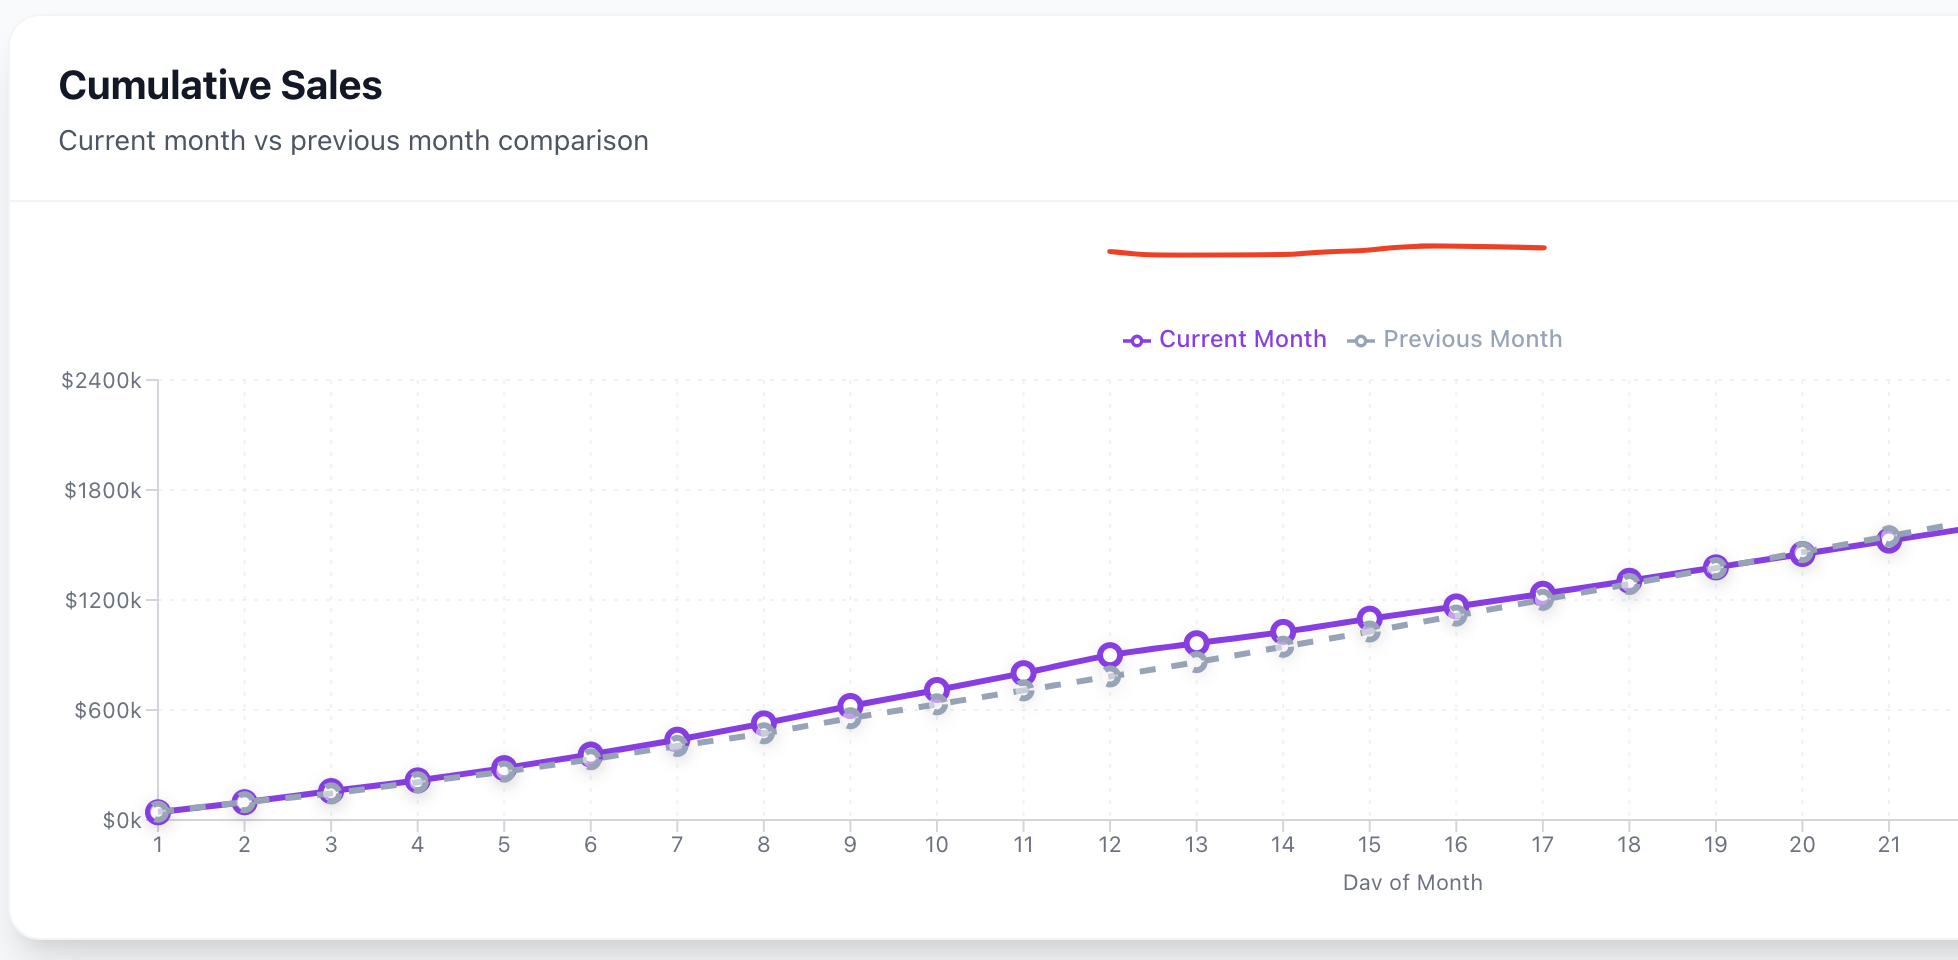 Cumulative Sales
Current month vs previous month comparison
Current Month Previous Month
$2400k
$1800k
$1200k
$600k
$0k
1 2 3 4 5 6 7 8 9 10 11 12 13 14 15 16 17 18 19 20 21
Day of Month